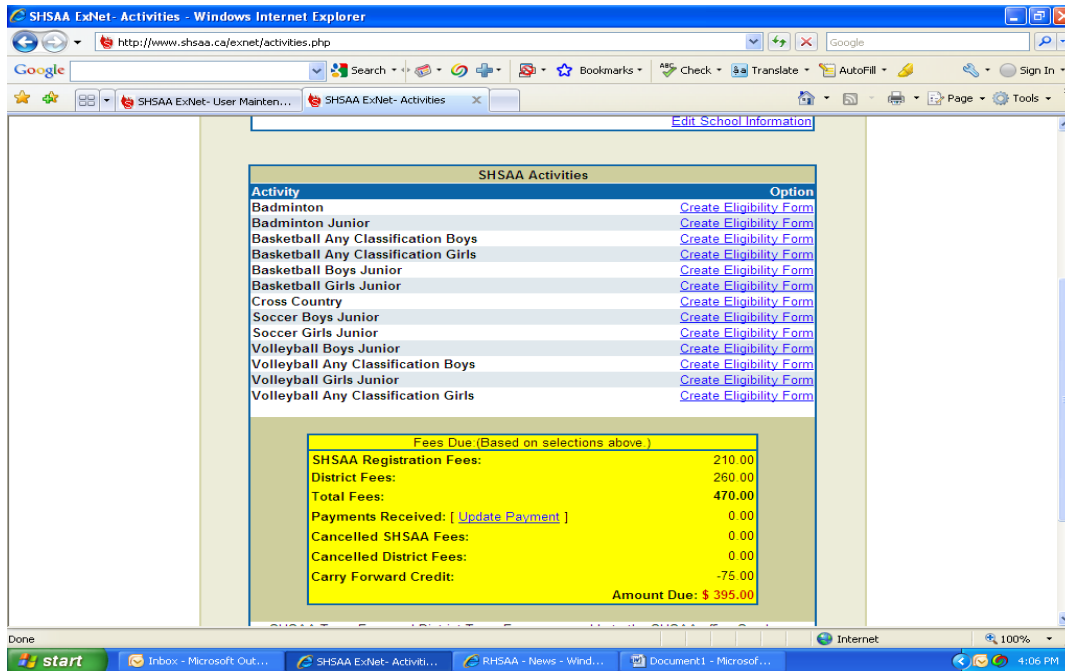 SHSAA ExNet- Activities - Windows Internet Explorer
http://www.shsaa.ca/exnet/activities.php
Google
Google
Search
Bookmarks
Check
Translate
AutoFill
Sign In
SHSAA ExNet- User Mainten...
SHSAA ExNet- Activities
Page
Tools
Edit School Information
SHSAA Activities
Activity Option
Badminton Create Eligibility Form
Badminton Junior Create Eligibility Form
Basketball Any Classification Boys Create Eligibility Form
Basketball Any Classification Girls Create Eligibility Form
Basketball Boys Junior Create Eligibility Form
Basketball Girls Junior Create Eligibility Form
Cross Country Create Eligibility Form
Soccer Boys Junior Create Eligibility Form
Soccer Girls Junior Create Eligibility Form
Volleyball Boys Junior Create Eligibility Form
Volleyball Any Classification Boys Create Eligibility Form
Volleyball Girls Junior Create Eligibility Form
Volleyball Any Classification Girls Create Eligibility Form
Fees Due:(Based on selections above.)
SHSAA Registration Fees: 210.00
District Fees: 260.00
Total Fees: 470.00
Payments Received: [ Update Payment ] 0.00
Cancelled SHSAA Fees: 0.00
Cancelled District Fees: 0.00
Carry Forward Credit: -75.00
Amount Due: $ 395.00
Done Internet 100%
start
Inbox - Microsoft Out...
SHSAA ExNet- Activiti...
RHSAA - News - Wind...
Document1 - Microsof...
4:06 PM